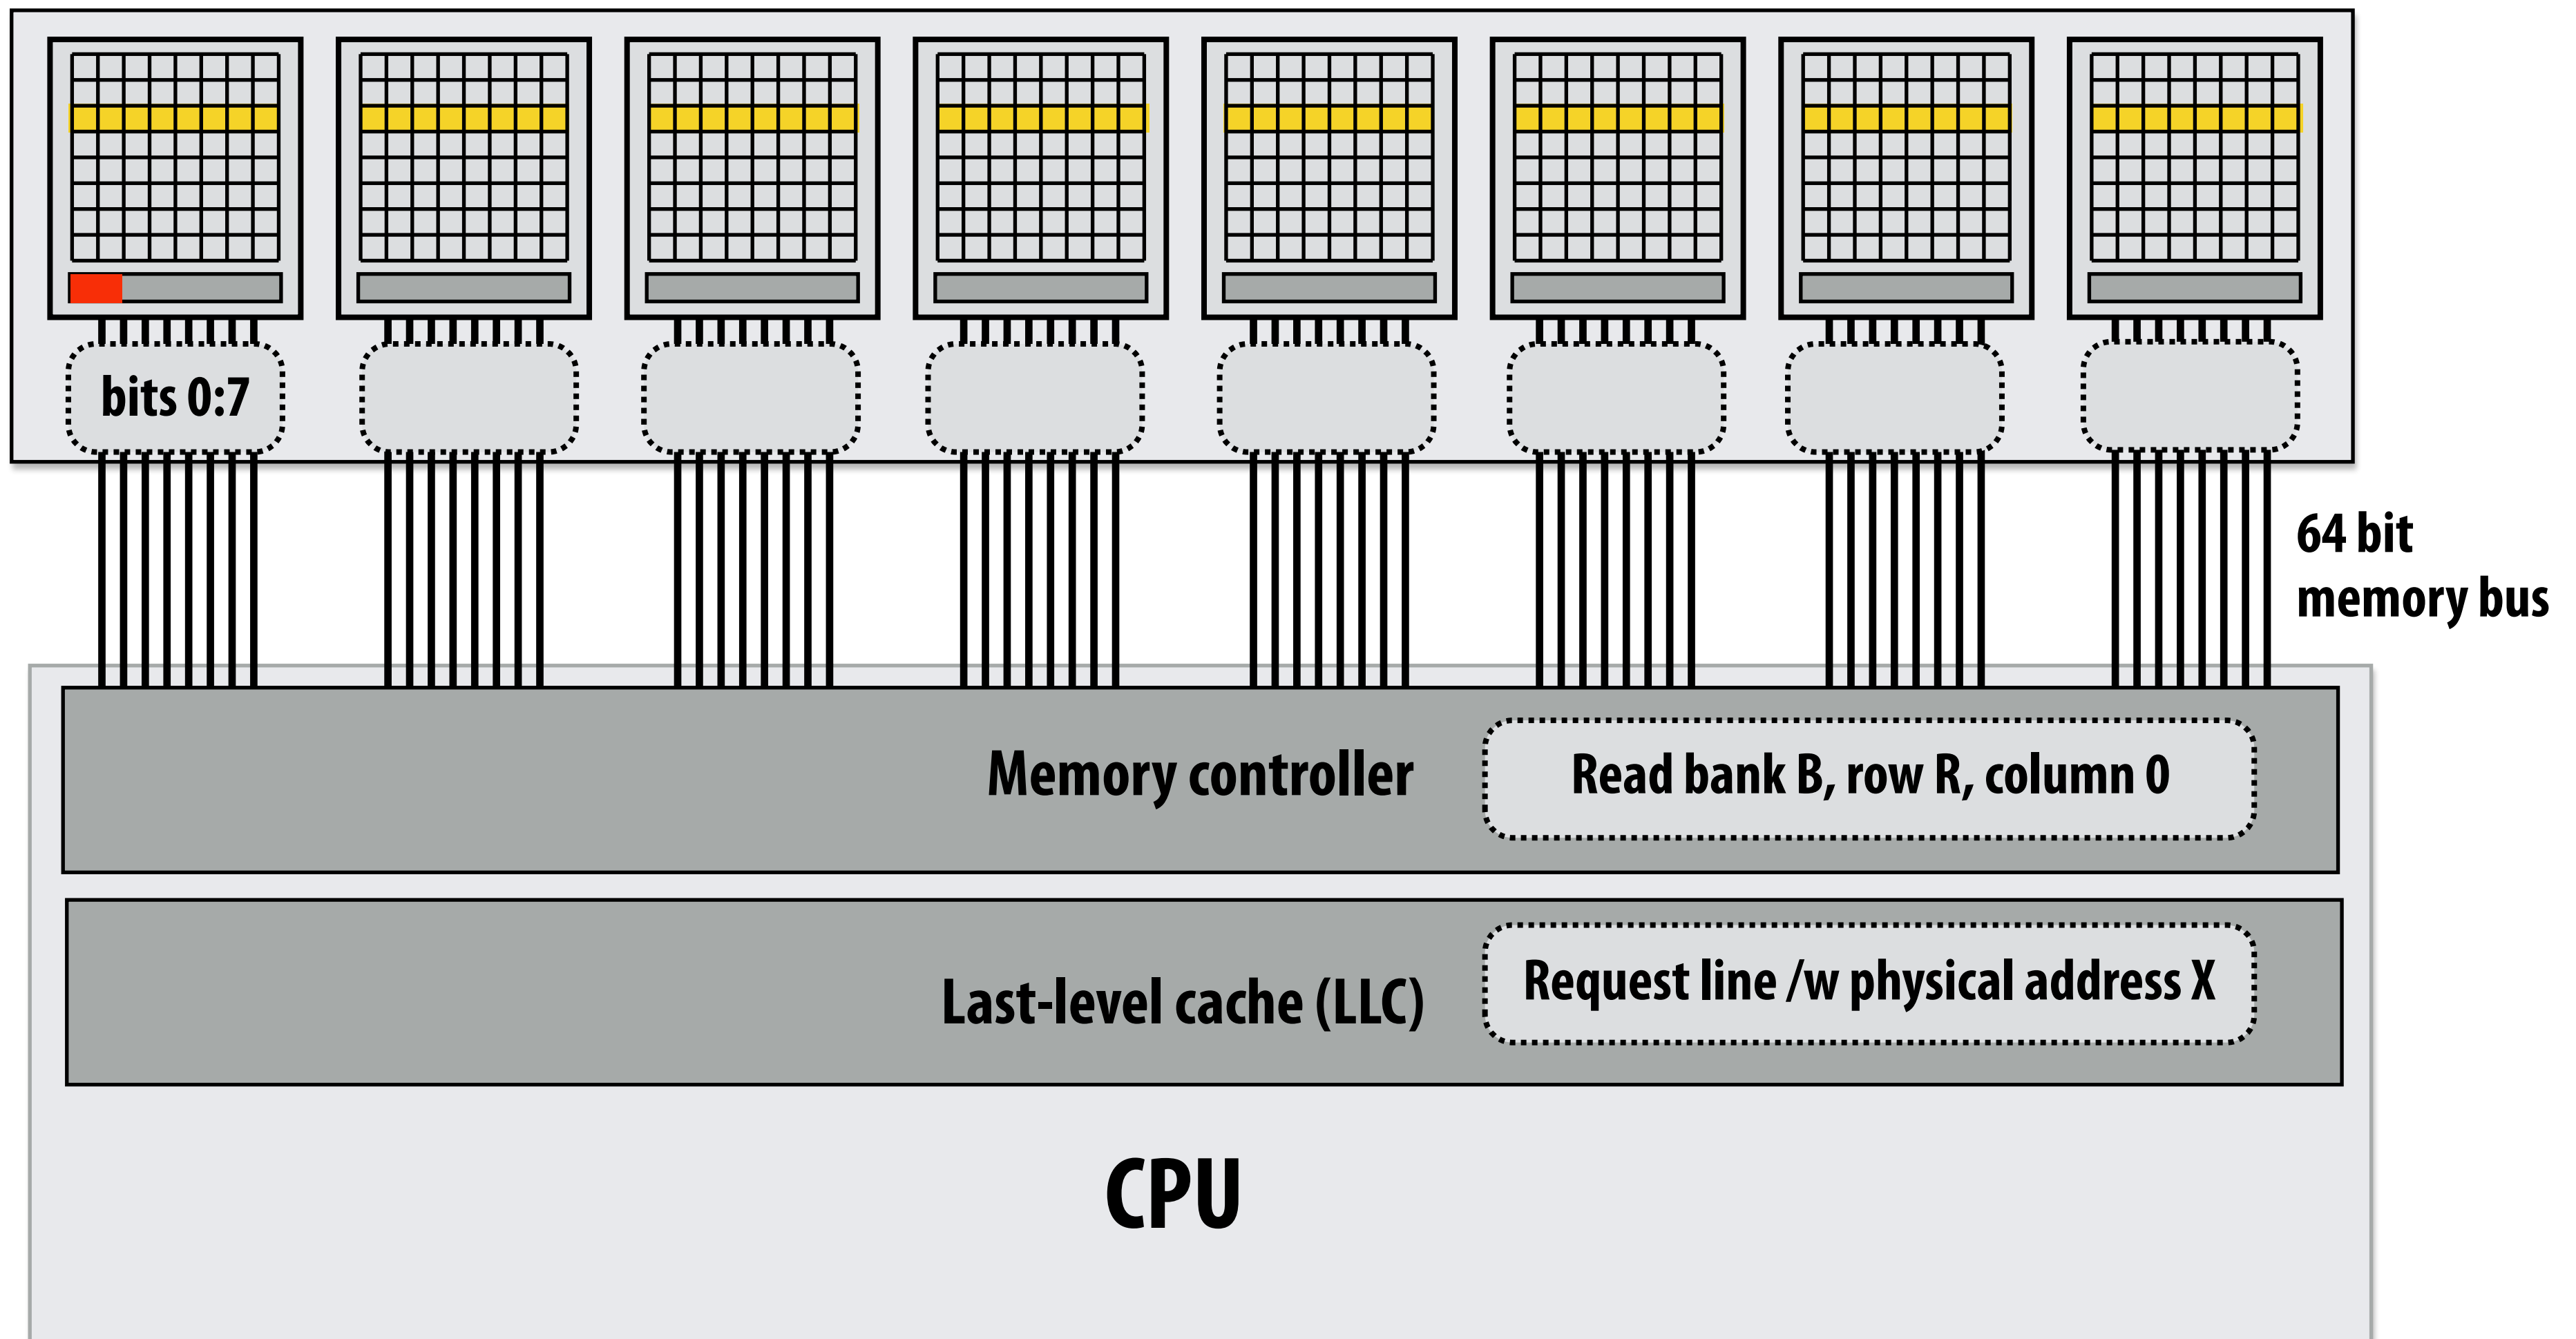 bits 0:7
64 bit
memory bus
Memory controller
Read bank B, row R, column 0
Last-level cache (LLC)
Request line /w physical address X
CPU